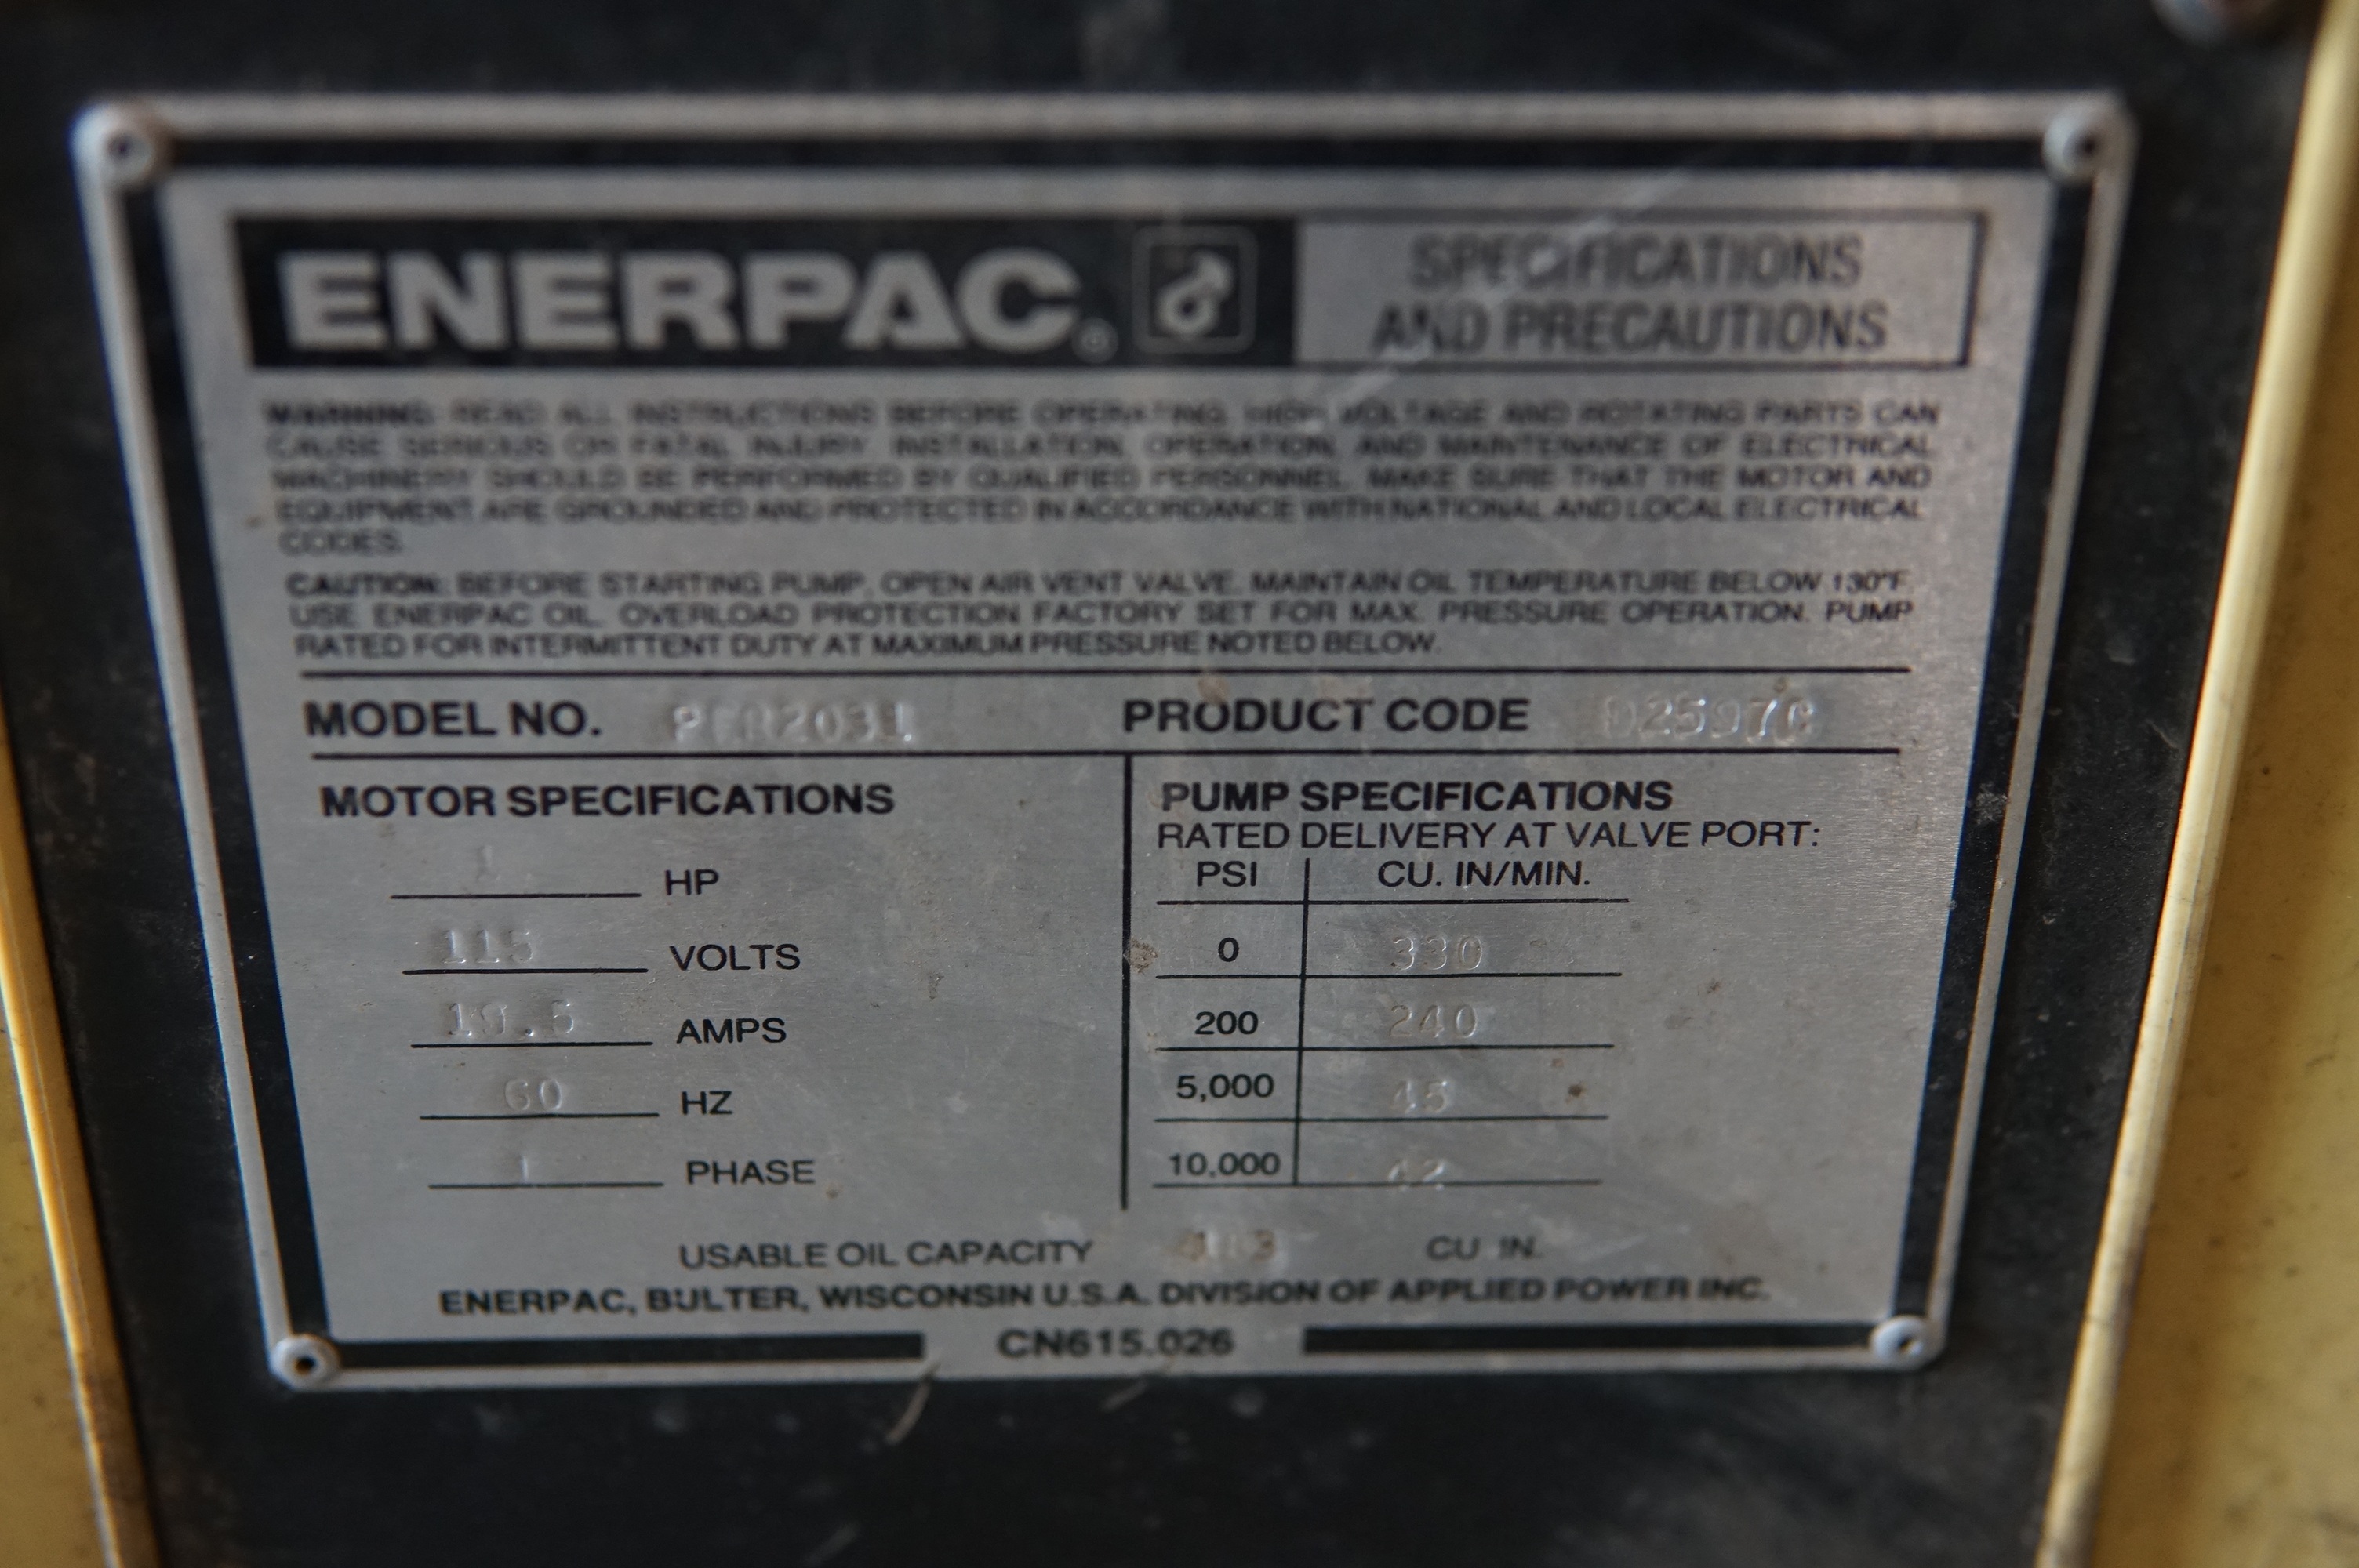 ENERPAC®
SPECIFICATIONS
AND PRECAUTIONS
WARNING: READ ALL INSTRUCTIONS BEFORE OPERATING. HIGH VOLTAGE AND ROTATING PARTS CAN
CAUSE SERIOUS OR FATAL INJURY. INSTALLATION, OPERATION, AND MAINTENANCE OF ELECTRICAL
MACHINERY SHOULD BE PERFORMED BY QUALIFIED PERSONNEL. MAKE SURE THAT THE MOTOR AND
EQUIPMENT ARE GROUNDED AND PROTECTED IN ACCORDANCE WITH NATIONAL AND LOCAL ELECTRICAL
CODES.
CAUTION: BEFORE STARTING PUMP, OPEN AIR VENT VALVE. MAINTAIN OIL TEMPERATURE BELOW 130°F.
USE ENERPAC OIL. OVERLOAD PROTECTION FACTORY SET FOR MAX. PRESSURE OPERATION. PUMP
RATED FOR INTERMITTENT DUTY AT MAXIMUM PRESSURE NOTED BELOW.
MODEL NO. PRODUCT CODE
MOTOR SPECIFICATIONS
1 HP
115 VOLTS
19.5 AMPS
60 HZ
1 PHASE
PUMP SPECIFICATIONS
RATED DELIVERY AT VALVE PORT:
PSI CU. IN/MIN.
0 330
200 240
5,000 45
10,000 42
USABLE OIL CAPACITY CU. IN.
ENERPAC, BULTER, WISCONSIN U.S.A. DIVISION OF APPLIED POWER INC.
CN615.026